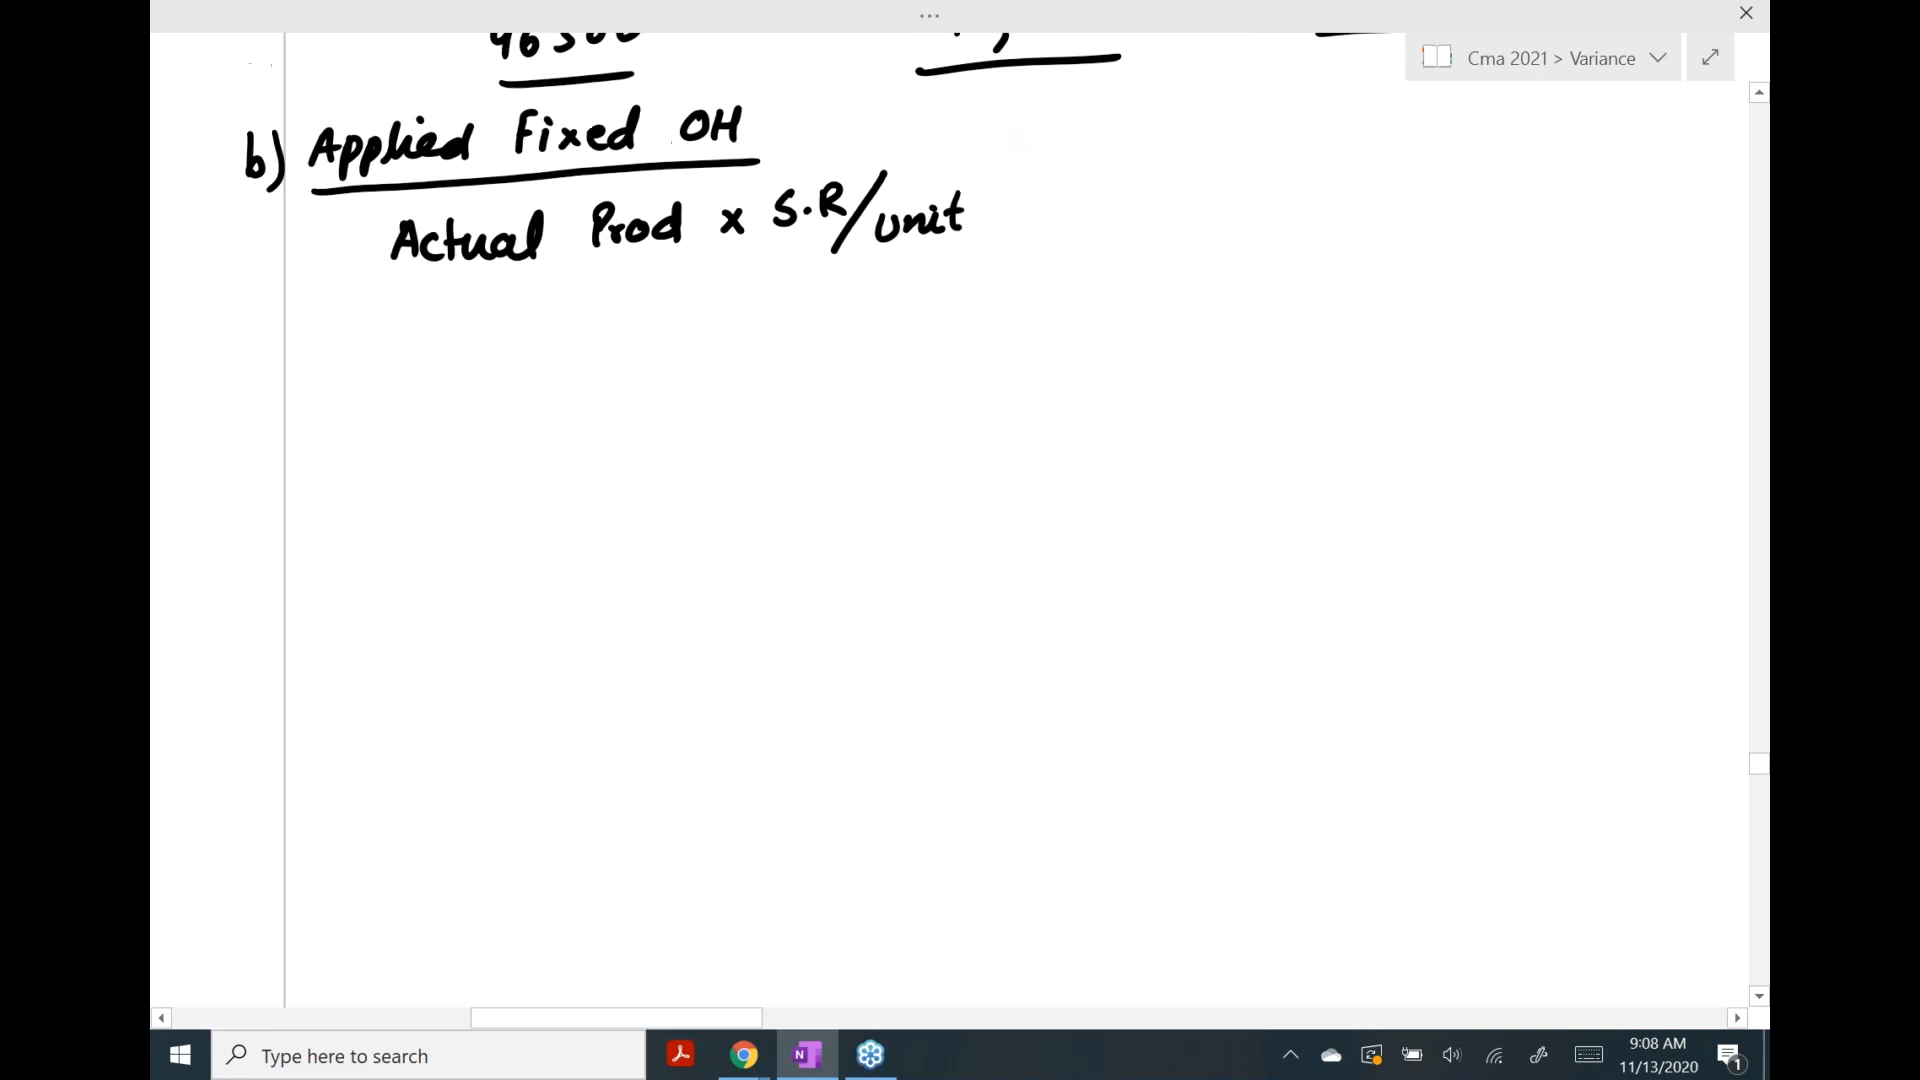 Cma 2021 > Variance
b) Applied Fixed OH
Actual Prod x S.R/unit
Type here to search
N
9:08 AM
11/13/2020
1